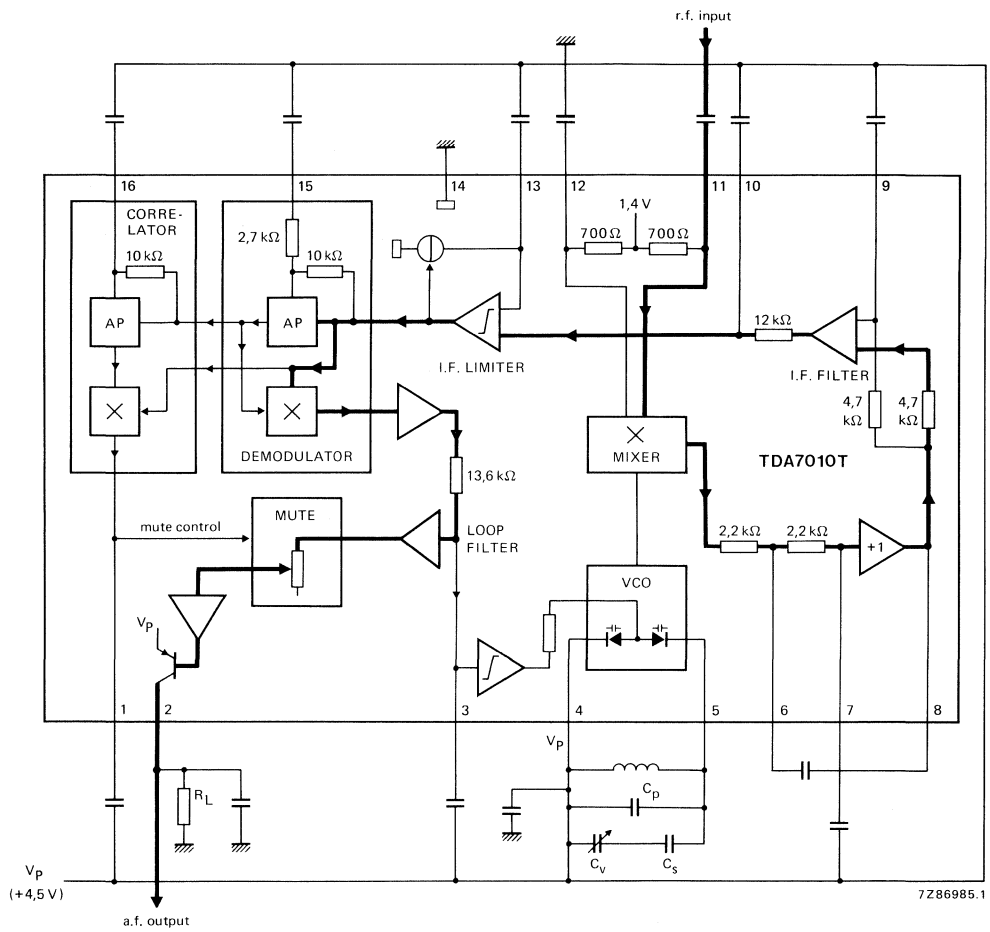 r.f. input
16
15
14
13
12
11
10
9
CORRE-
LATOR
2,7 kΩ
10 kΩ
10 kΩ
1,4 V
700 Ω
700 Ω
AP
AP
12 kΩ
I.F. LIMITER
I.F. FILTER
4,7
kΩ
4,7
kΩ
DEMODULATOR
MIXER
TDA7010T
13,6 kΩ
mute control
MUTE
LOOP
FILTER
2,2 kΩ
2,2 kΩ
+1
VCO
VP
1
2
3
4
5
6
7
8
VP
RL
Cp
Cv
Cs
VP
(+4,5 V)
7Z86985.1
a.f. output